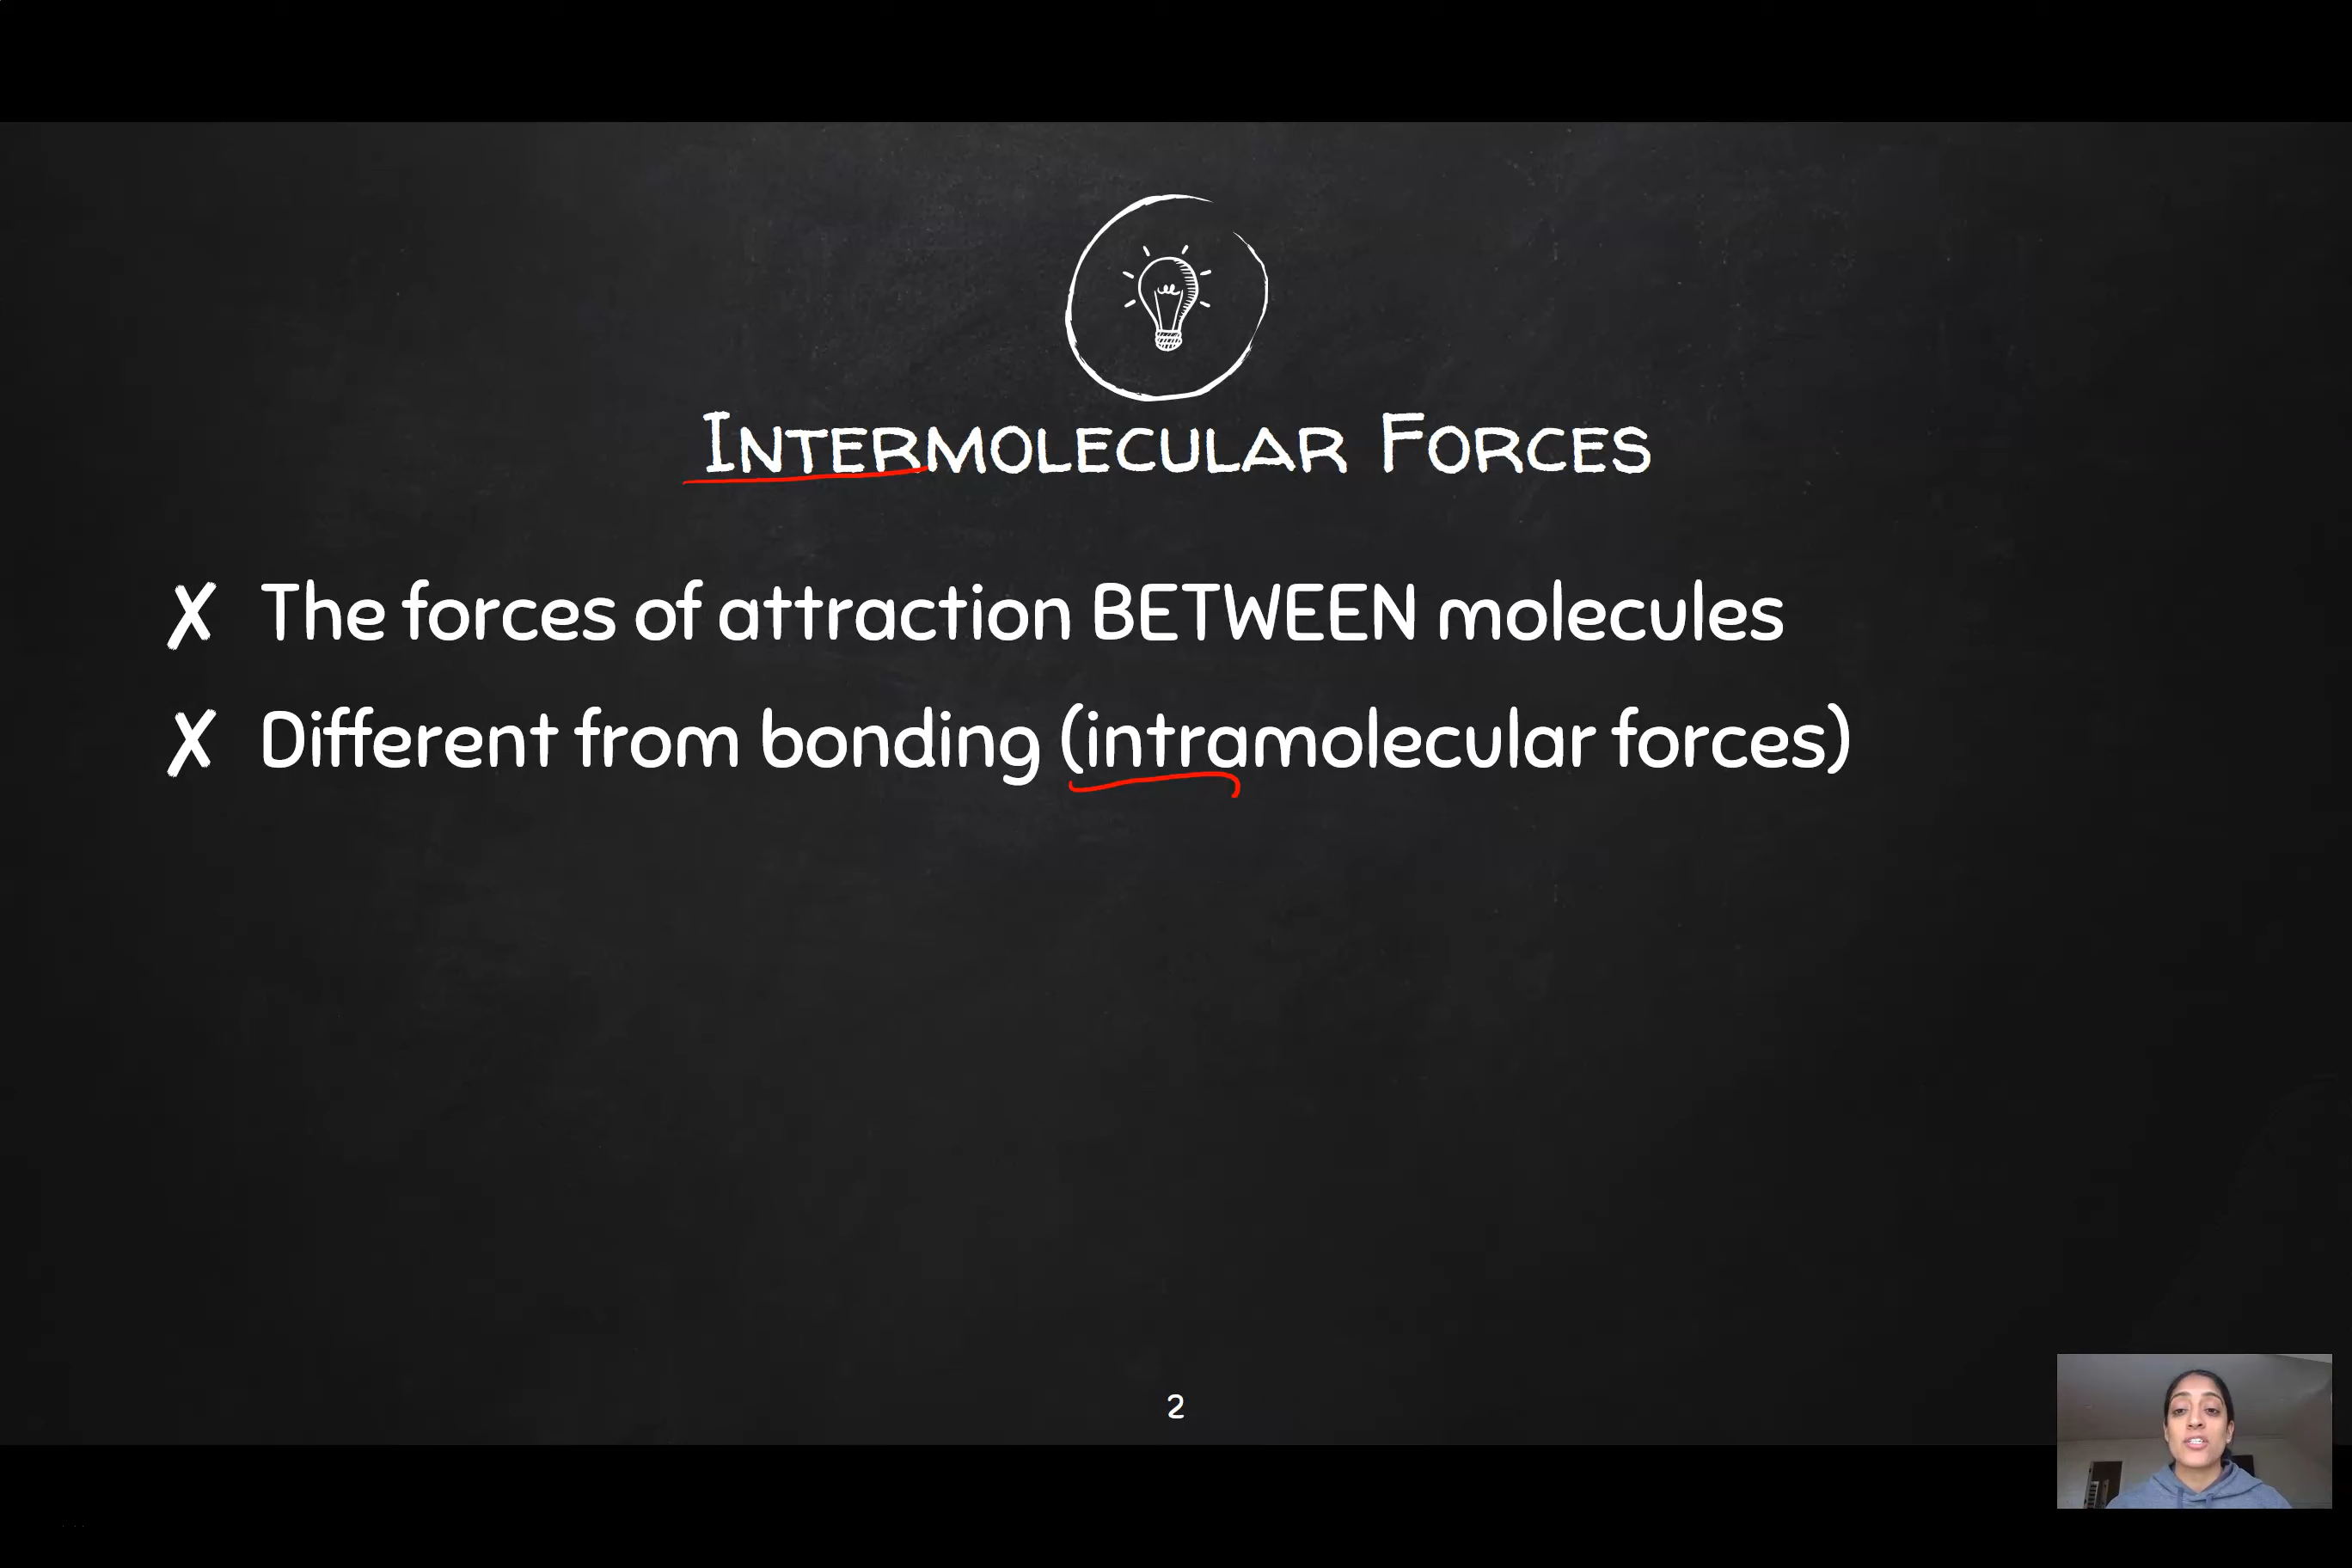 Intermolecular Forces
✗ The forces of attraction BETWEEN molecules
✗ Different from bonding (intramolecular forces)
2